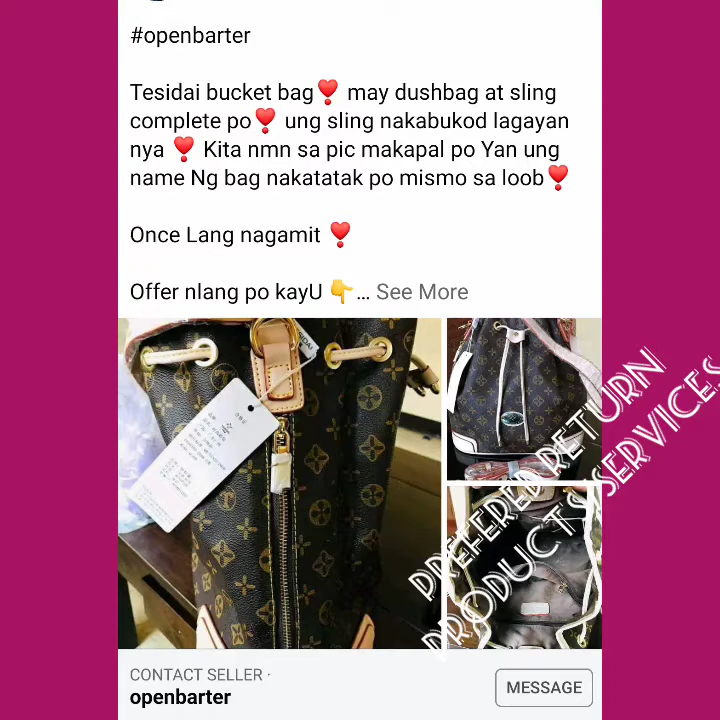 #openbarter
Tesidai bucket bag❣️ may dushbag at sling
complete po❣️ ung sling nakabukod lagayan
nya ❣️ Kita nmn sa pic makapal po Yan ung
name Ng bag nakatatak po mismo sa loob❣️
Once Lang nagamit ❣️
Offer nlang po kayU 👇... See More
PREFERED RETURN
PRODUCTS SERVICES
CONTACT SELLER ·
openbarter
MESSAGE